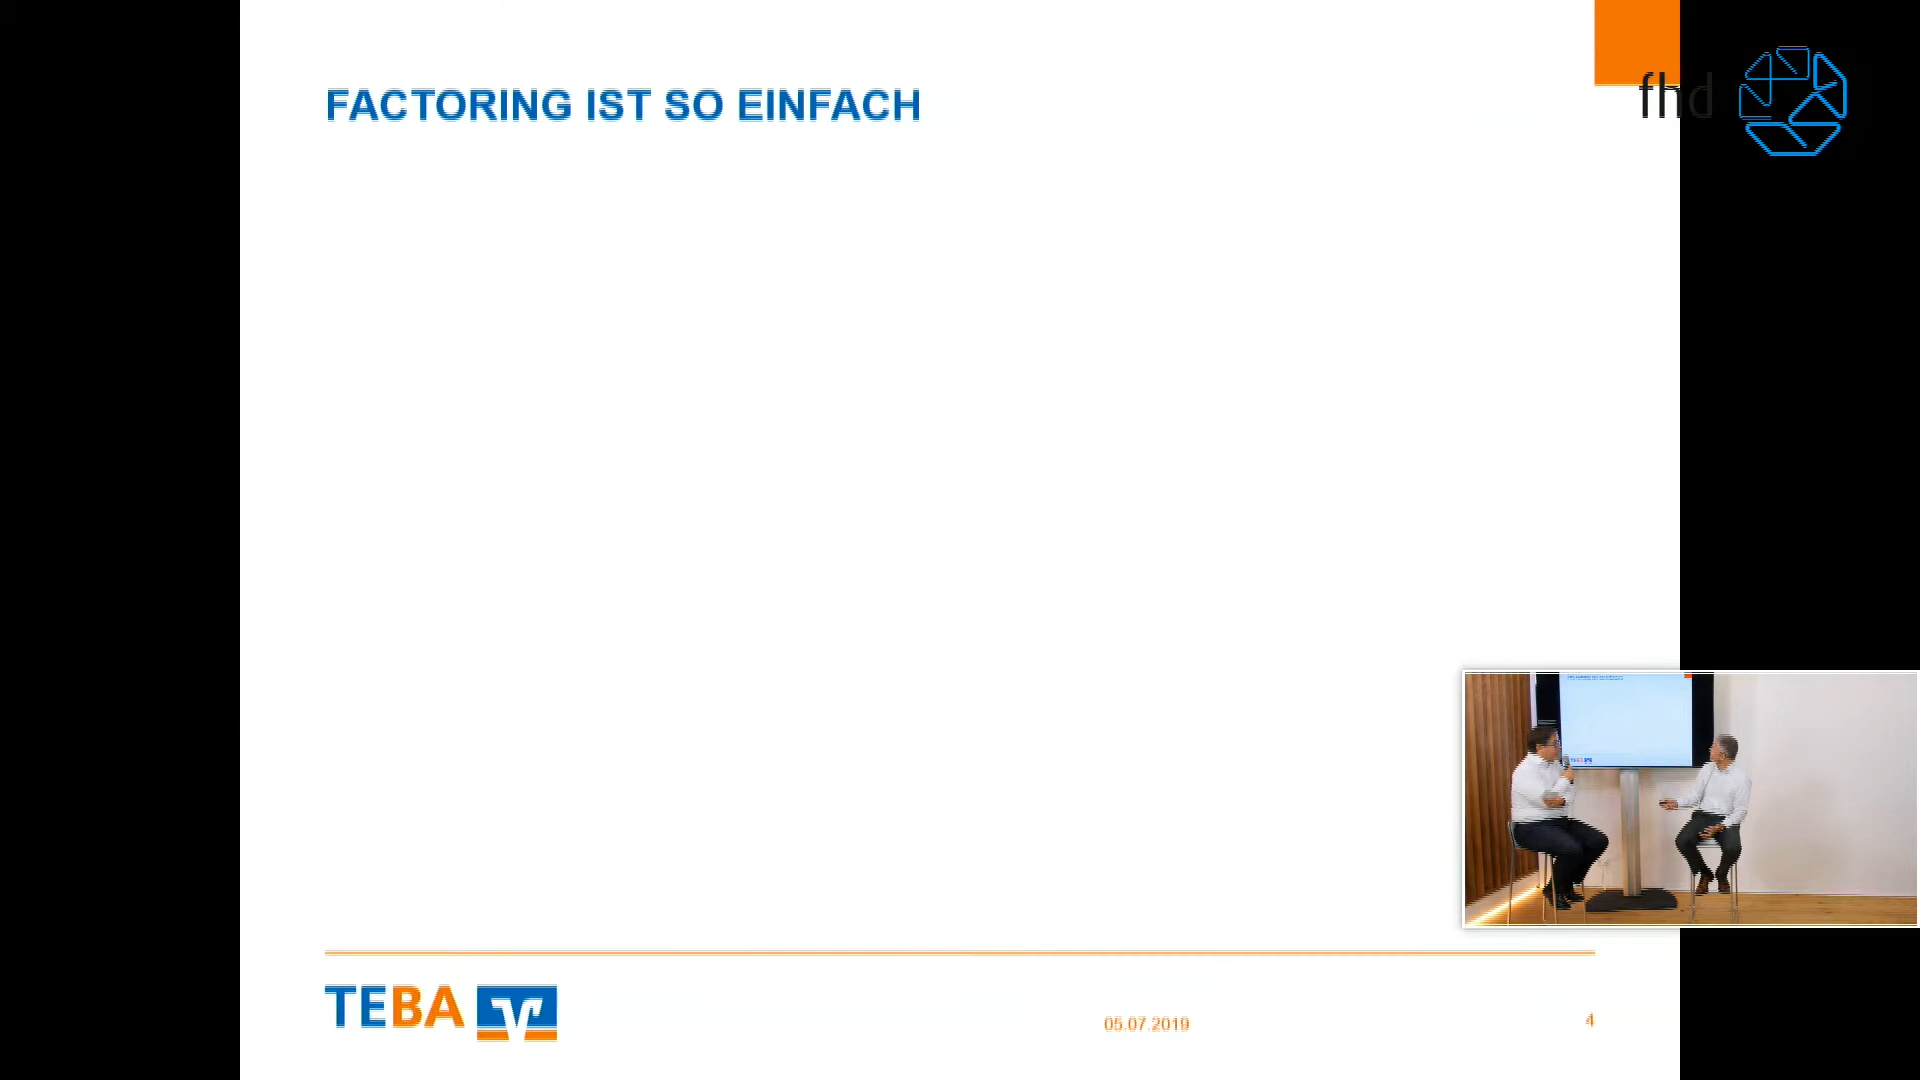 FACTORING IST SO EINFACH
fhd
TEBA
05.07.2019
4